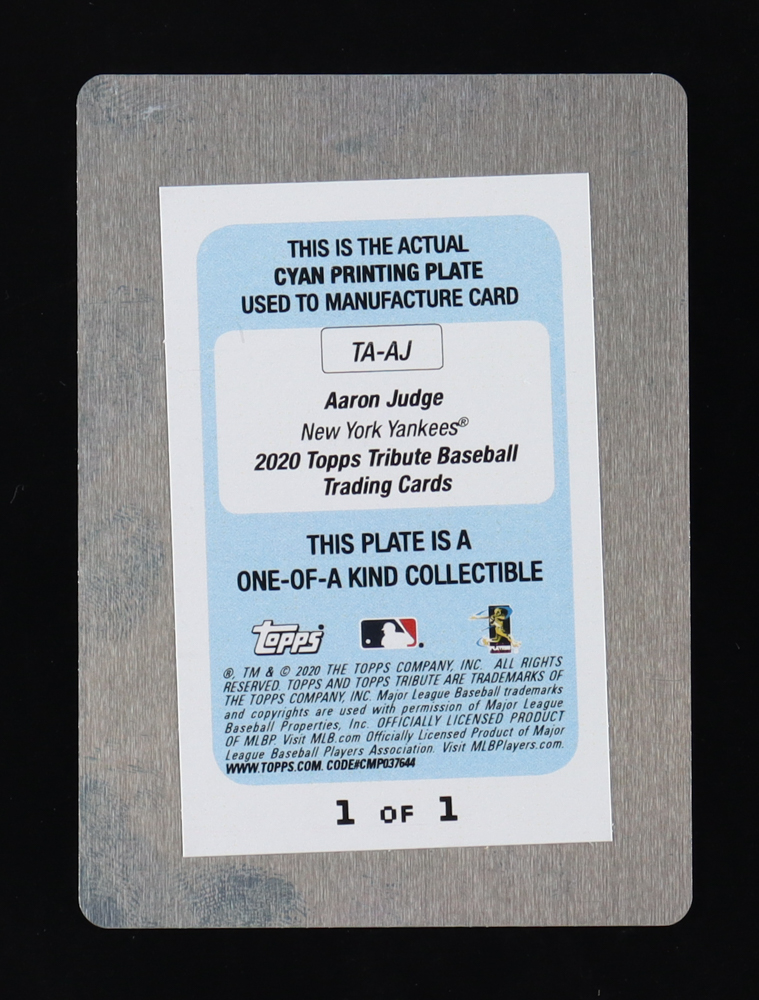 THIS IS THE ACTUAL
CYAN PRINTING PLATE
USED TO MANUFACTURE CARD
TA-AJ
Aaron Judge
New York Yankees®
2020 Topps Tribute Baseball
Trading Cards
THIS PLATE IS A
ONE-OF-A KIND COLLECTIBLE
topps
PLAYERS
®, TM & © 2020 THE TOPPS COMPANY, INC. ALL RIGHTS
RESERVED. TOPPS AND TOPPS TRIBUTE ARE TRADEMARKS OF
THE TOPPS COMPANY, INC. Major League Baseball trademarks
and copyrights are used with permission of Major League
Baseball Properties, Inc. OFFICIALLY LICENSED PRODUCT
OF MLBP. Visit MLB.com Officially Licensed Product of Major
League Baseball Players Association. Visit MLBPlayers.com.
WWW.TOPPS.COM. CODE#CMP037644
1 OF 1